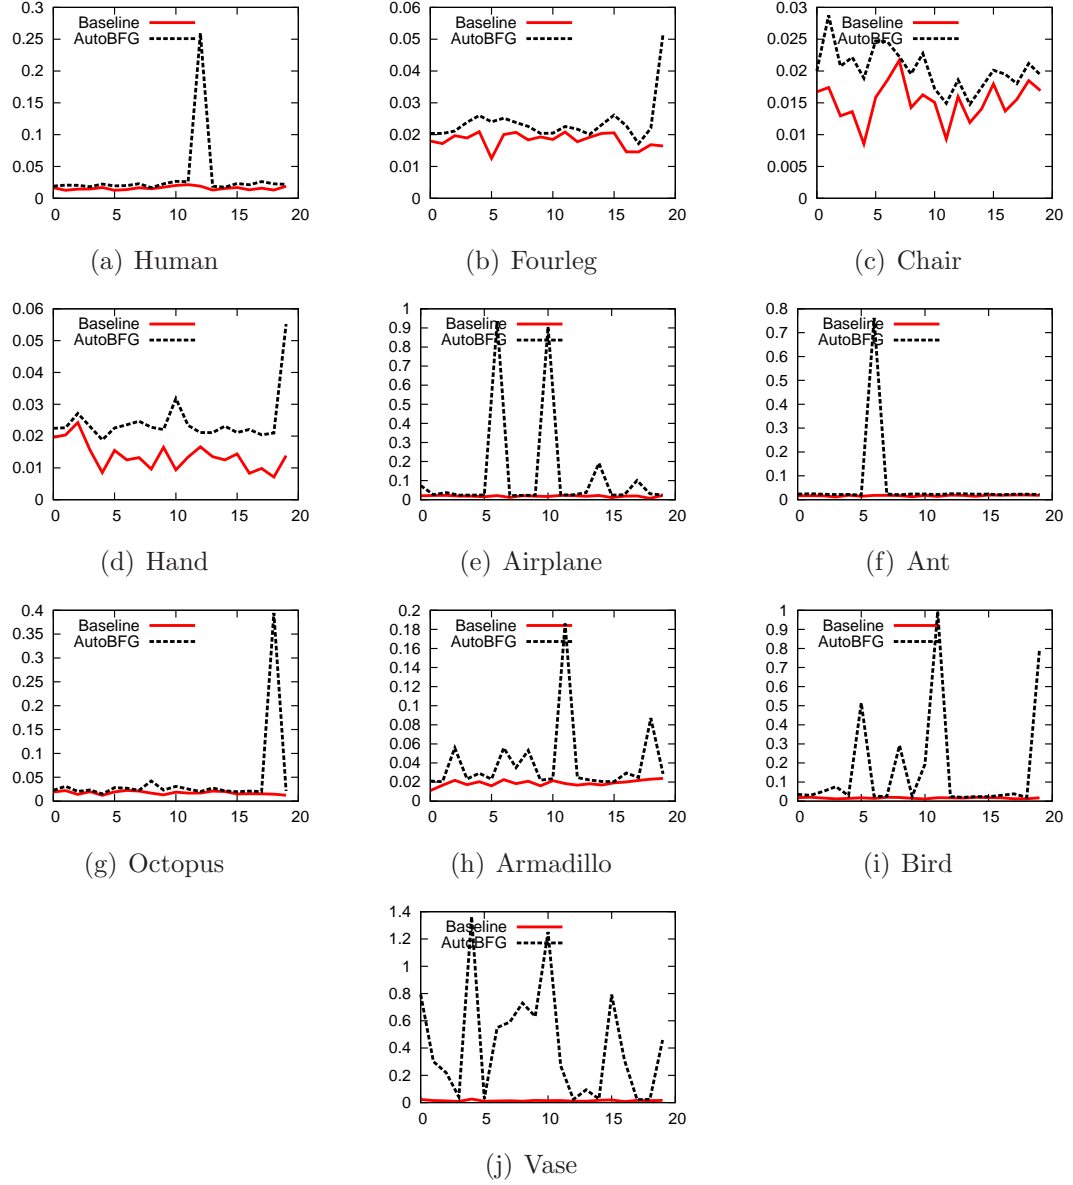 Baseline
AutoBFG
0.3
0.25
0.2
0.15
0.1
0.05
0
0 5 10 15 20
(a) Human
Baseline
AutoBFG
0.06
0.05
0.04
0.03
0.02
0.01
0
0 5 10 15 20
(b) Fourleg
Baseline
AutoBFG
0.03
0.025
0.02
0.015
0.01
0.005
0
0 5 10 15 20
(c) Chair
Baseline
AutoBFG
0.06
0.05
0.04
0.03
0.02
0.01
0
0 5 10 15 20
(d) Hand
Baseline
AutoBFG
1
0.9
0.8
0.7
0.6
0.5
0.4
0.3
0.2
0.1
0
0 5 10 15 20
(e) Airplane
Baseline
AutoBFG
0.8
0.7
0.6
0.5
0.4
0.3
0.2
0.1
0
0 5 10 15 20
(f) Ant
Baseline
AutoBFG
0.4
0.35
0.3
0.25
0.2
0.15
0.1
0.05
0
0 5 10 15 20
(g) Octopus
Baseline
AutoBFG
0.2
0.18
0.16
0.14
0.12
0.1
0.08
0.06
0.04
0.02
0
0 5 10 15 20
(h) Armadillo
Baseline
AutoBFG
1
0.9
0.8
0.7
0.6
0.5
0.4
0.3
0.2
0.1
0
0 5 10 15 20
(i) Bird
Baseline
AutoBFG
1.4
1.2
1
0.8
0.6
0.4
0.2
0
0 5 10 15 20
(j) Vase